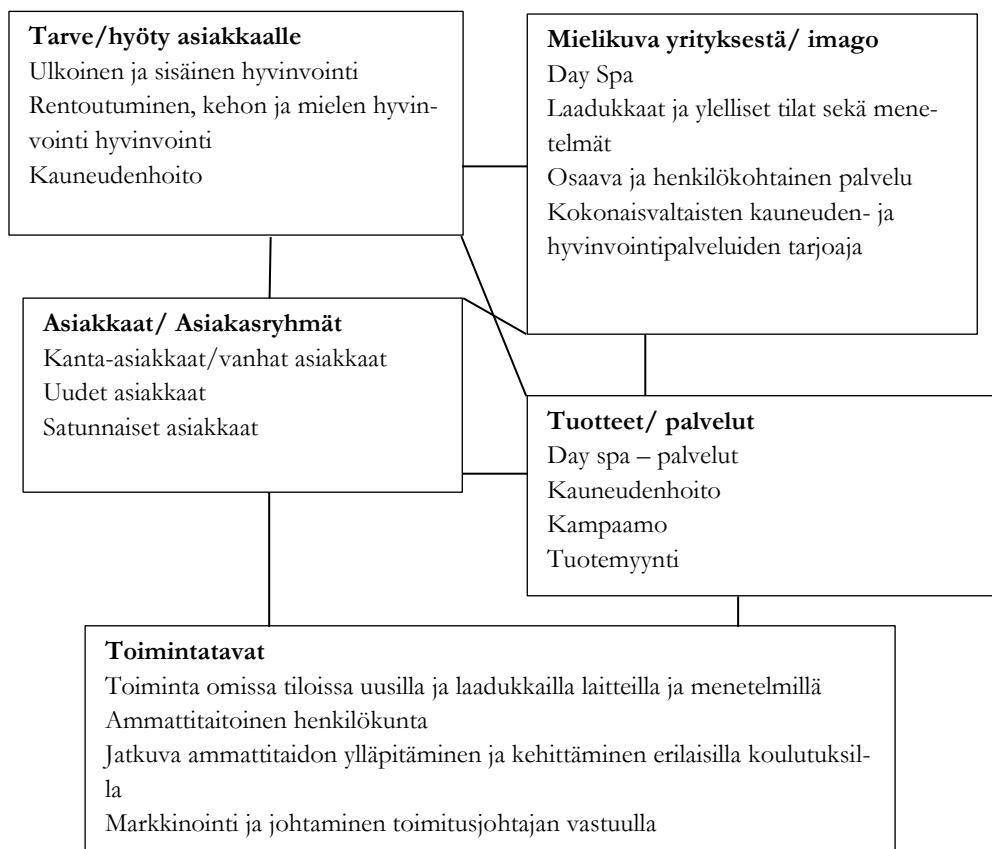 Tarve/hyöty asiakkaalle
Ulkoinen ja sisäinen hyvinvointi
Rentoutuminen, kehon ja mielen hyvin-
vointi hyvinvointi
Kauneudenhoito
Mielikuva yrityksestä/ imago
Day Spa
Laadukkaat ja ylelliset tilat sekä mene-
telmät
Osaava ja henkilökohtainen palvelu
Kokonaisvaltaisten kauneuden- ja
hyvinvointipalveluiden tarjoaja
Asiakkaat/ Asiakasryhmät
Kanta-asiakkaat/vanhat asiakkaat
Uudet asiakkaat
Satunnaiset asiakkaat
Tuotteet/ palvelut
Day spa – palvelut
Kauneudenhoito
Kampaamo
Tuotemyynti
Toimintatavat
Toiminta omissa tiloissa uusilla ja laadukkailla laitteilla ja menetelmillä
Ammattitaitoinen henkilökunta
Jatkuva ammattitaidon ylläpitäminen ja kehittäminen erilaisilla koulutuksil-
la
Markkinointi ja johtaminen toimitusjohtajan vastuulla